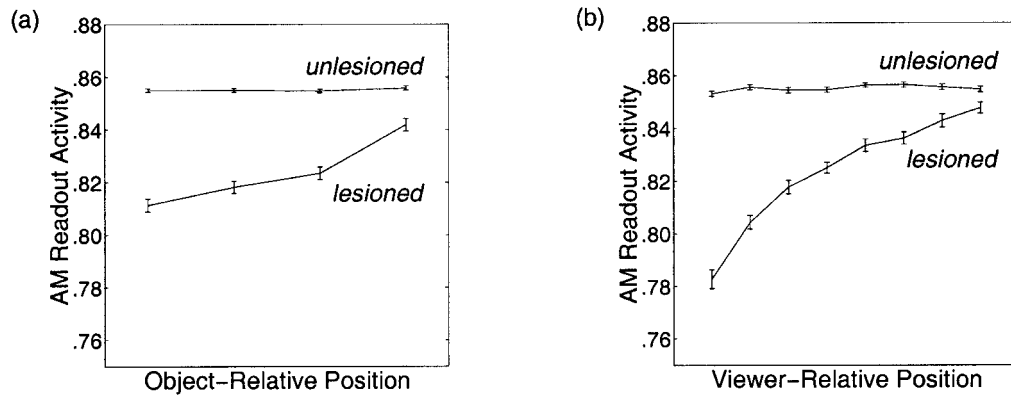 (a)
AM Readout Activity
.88
.86
.84
.82
.80
.78
.76
unlesioned
lesioned
Object–Relative Position
(b)
AM Readout Activity
.88
.86
.84
.82
.80
.78
.76
unlesioned
lesioned
Viewer–Relative Position